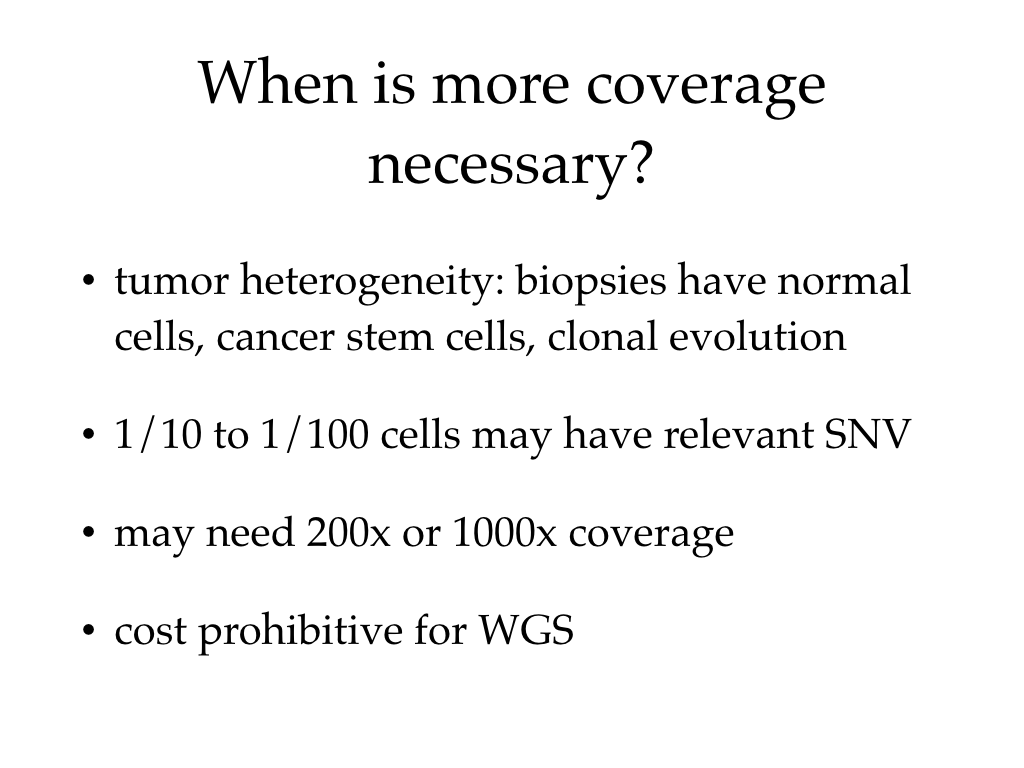 When is more coverage
necessary?
• tumor heterogeneity: biopsies have normal
cells, cancer stem cells, clonal evolution
• 1/10 to 1/100 cells may have relevant SNV
• may need 200x or 1000x coverage
• cost prohibitive for WGS